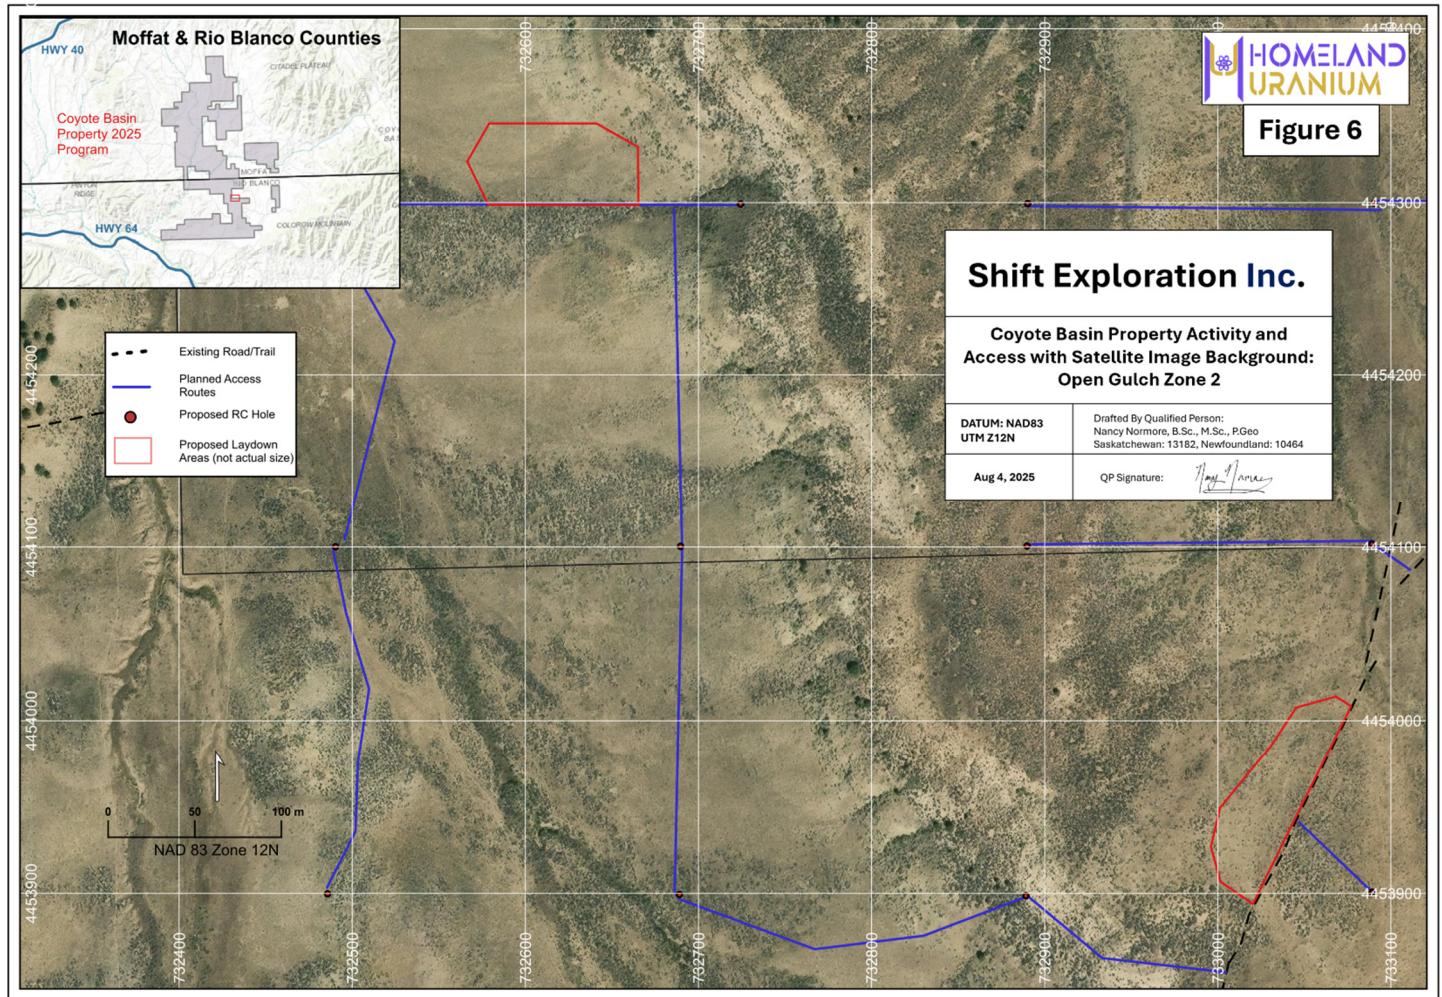 Moffat & Rio Blanco Counties
HWY 40
CITADEL PLATEAU
Coyote Basin
Property 2025
Program
MOFFAT
RIO BLANCO
PINYON
RIDGE
HWY 64
COLOROW MOUNTAIN
732600
732700
732800
732900
4454400
HOMELAND
URANIUM
Figure 6
4454300
Shift Exploration Inc.
Coyote Basin Property Activity and
Access with Satellite Image Background:
Open Gulch Zone 2
DATUM: NAD83
UTM Z12N
Drafted By Qualified Person:
Nancy Normore, B.Sc., M.Sc., P.Geo
Saskatchewan: 13182, Newfoundland: 10464
Aug 4, 2025
QP Signature:
Existing Road/Trail
Planned Access
Routes
Proposed RC Hole
Proposed Laydown
Areas (not actual size)
4454200
4454200
4454100
4454100
4454000
4454000
0 50 100 m
NAD 83 Zone 12N
4453900
4453900
732400
732500
732600
732700
732800
732900
733000
733100